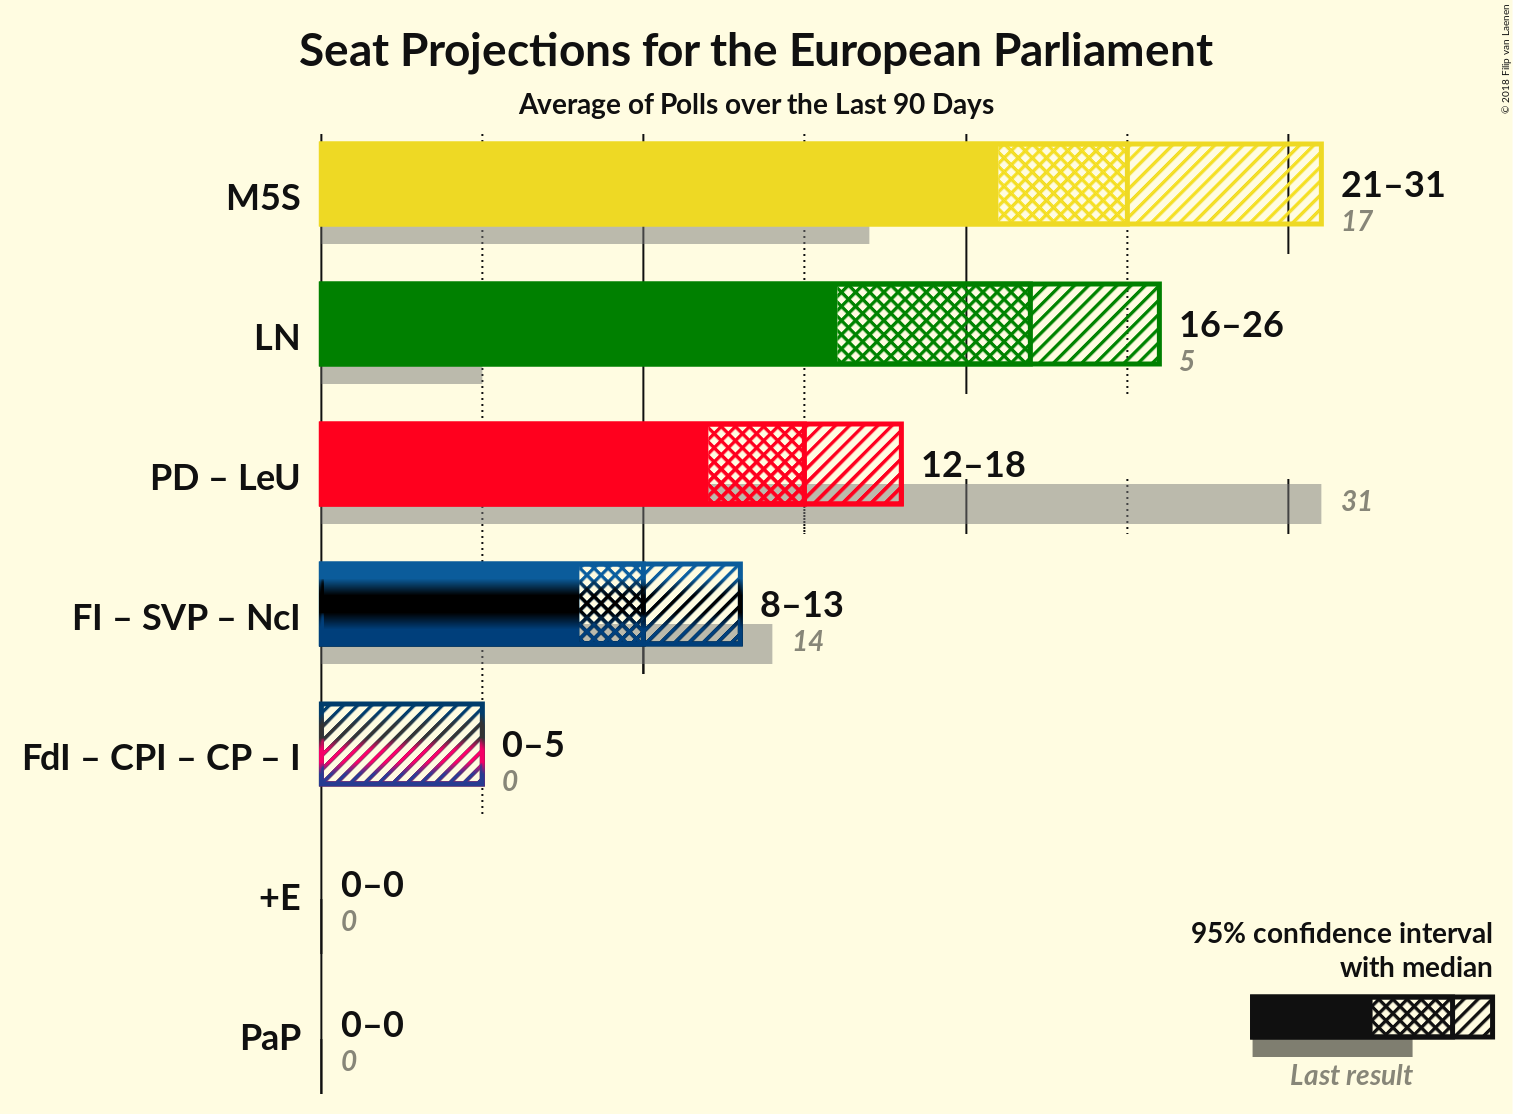 Seat Projections for the European Parliament
Average of Polls over the Last 90 Days
© 2018 Filip van Laenen
M5S
21–31
17
LN
16–26
5
PD – LeU
12–18
31
FI – SVP – NcI
8–13
14
FdI – CPI – CP – I
0–5
0
+E
0–0
0
PaP
0–0
0
95% confidence interval
with median
Last result